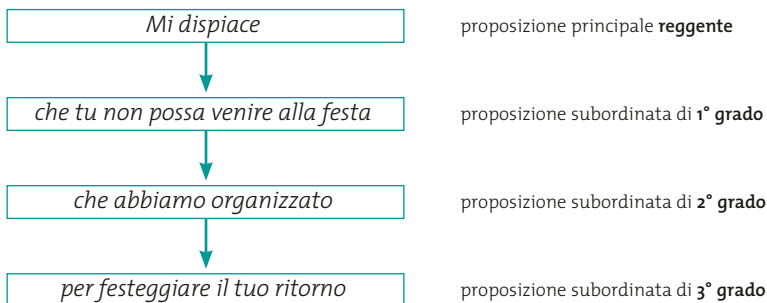 Mi dispiace proposizione principale reggente
che tu non possa venire alla festa proposizione subordinata di 1° grado
che abbiamo organizzato proposizione subordinata di 2° grado
per festeggiare il tuo ritorno proposizione subordinata di 3° grado